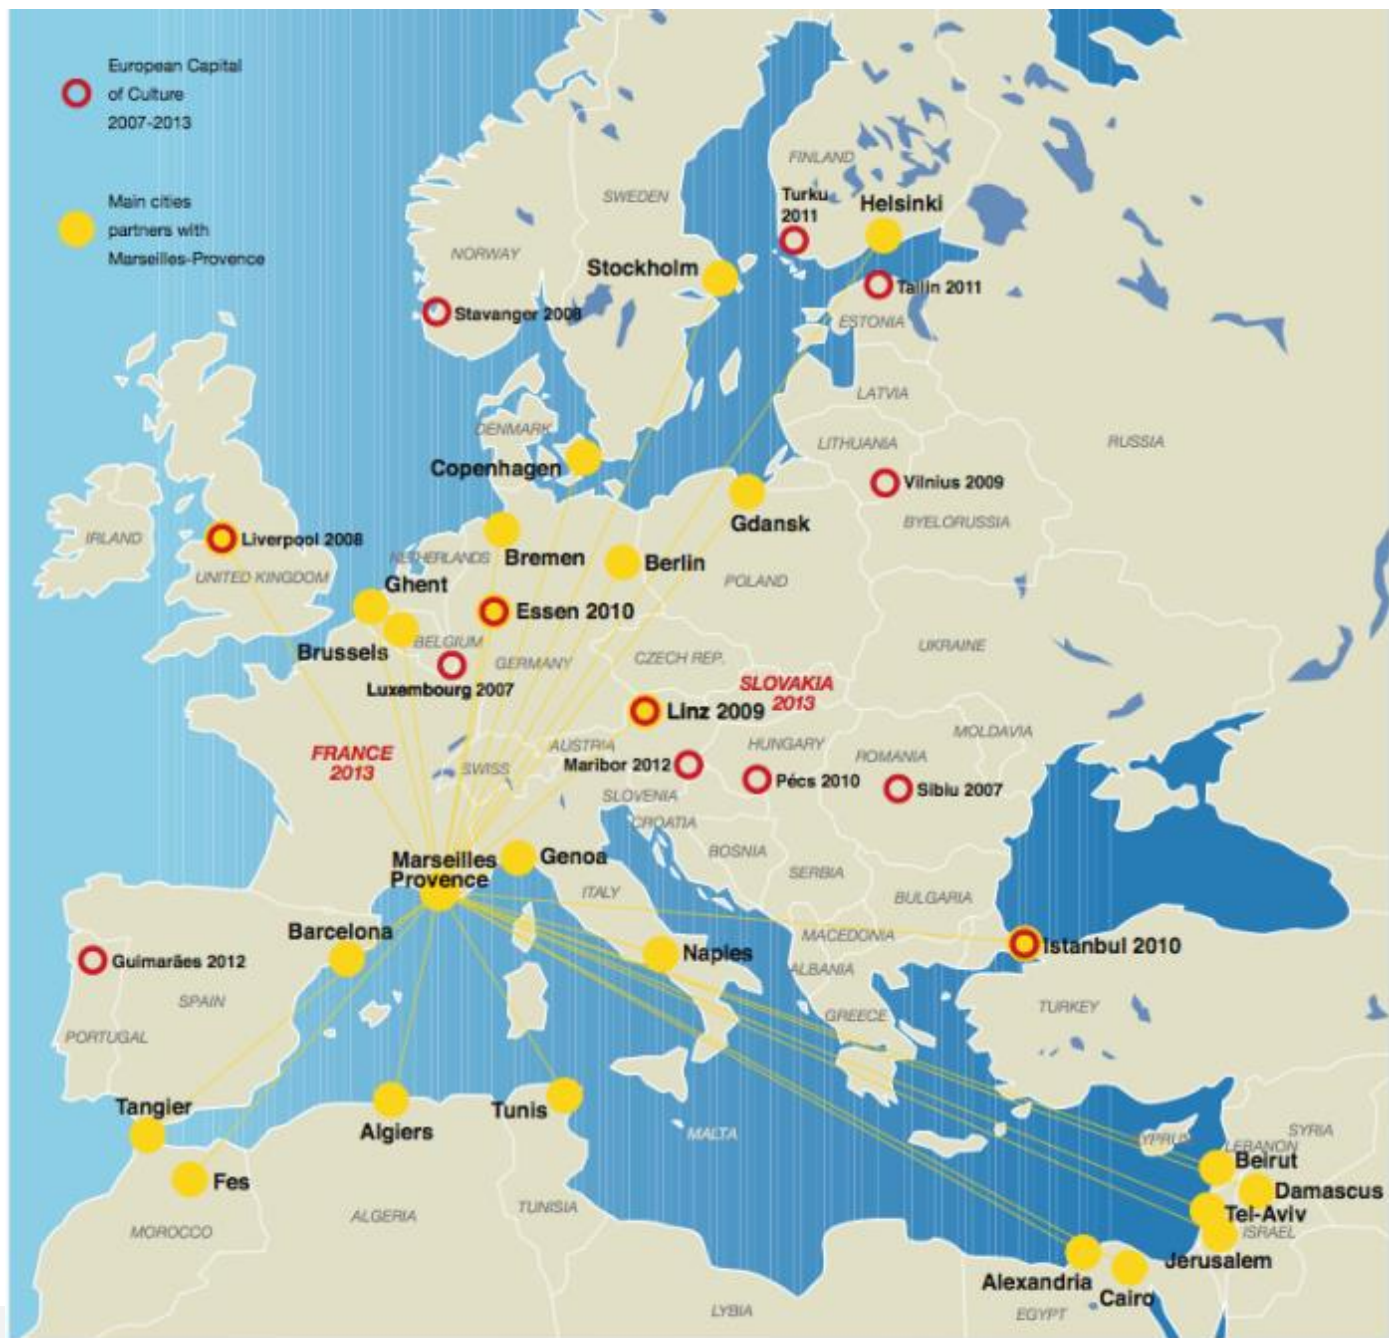 European Capital
of Culture
2007-2013
Main cities
partners with
Marseilles-Provence
FINLAND
SWEDEN
Turku
2011
Helsinki
NORWAY
Stockholm
Tallin 2011
Stavanger 2008
ESTONIA
LATVIA
DENMARK
LITHUANIA
RUSSIA
Copenhagen
Vilnius 2009
Gdansk
BYELORUSSIA
IRLAND
Liverpool 2008
NETHERLANDS
Bremen
Berlin
UNITED KINGDOM
Ghent
POLAND
Essen 2010
BELGIUM
Brussels
GERMANY
CZECH REP.
UKRAINE
Luxembourg 2007
SLOVAKIA
2013
Linz 2009
MOLDAVIA
FRANCE
2013
AUSTRIA
HUNGARY
ROMANIA
SWISS
Maribor 2012
Pécs 2010
Sibiu 2007
SLOVENIA
CROATIA
BOSNIA
Marseilles
Provence
Genoa
SERBIA
ITALY
BULGARIA
Barcelona
MACEDONIA
Istanbul 2010
Naples
Guimarães 2012
ALBANIA
SPAIN
TURKEY
GREECE
PORTUGAL
Tangier
Tunis
Algiers
MALTA
CYPRUS
SYRIA
LEBANON
Beirut
Fes
Damascus
TUNISIA
ALGERIA
Tel-Aviv
MOROCCO
ISRAEL
Jerusalem
Alexandria
Cairo
LYBIA
EGYPT